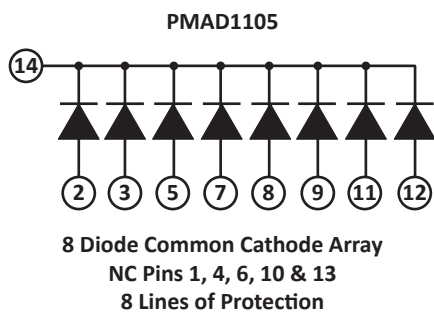 PMAD1105
14
2 3 5 7 8 9 11 12
8 Diode Common Cathode Array
NC Pins 1, 4, 6, 10 & 13
8 Lines of Protection